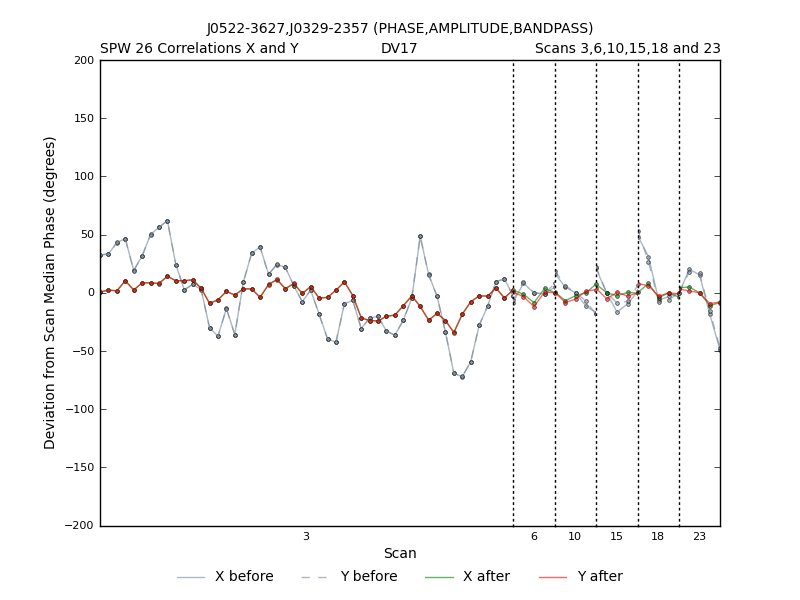 J0522-3627,J0329-2357 (PHASE,AMPLITUDE,BANDPASS)
SPW 26 Correlations X and Y DV17 Scans 3,6,10,15,18 and 23
200
150
100
50
0
−50
−100
−150
−200
Deviation from Scan Median Phase (degrees)
3 6 10 15 18 23
Scan
X before Y before X after Y after